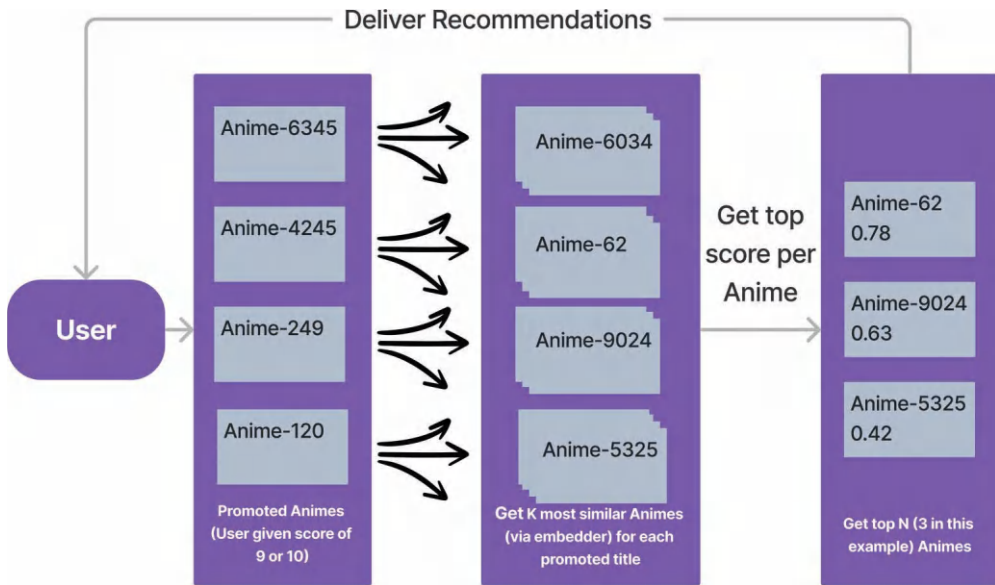 Deliver Recommendations
User
Anime-6345
Anime-4245
Anime-249
Anime-120
Promoted Animes
(User given score of
9 or 10)
Anime-6034
Anime-62
Anime-9024
Anime-5325
Get K most similar Animes
(via embedder) for each
promoted title
Get top
score per
Anime
Anime-62
0.78
Anime-9024
0.63
Anime-5325
0.42
Get top N (3 in this
example) Animes